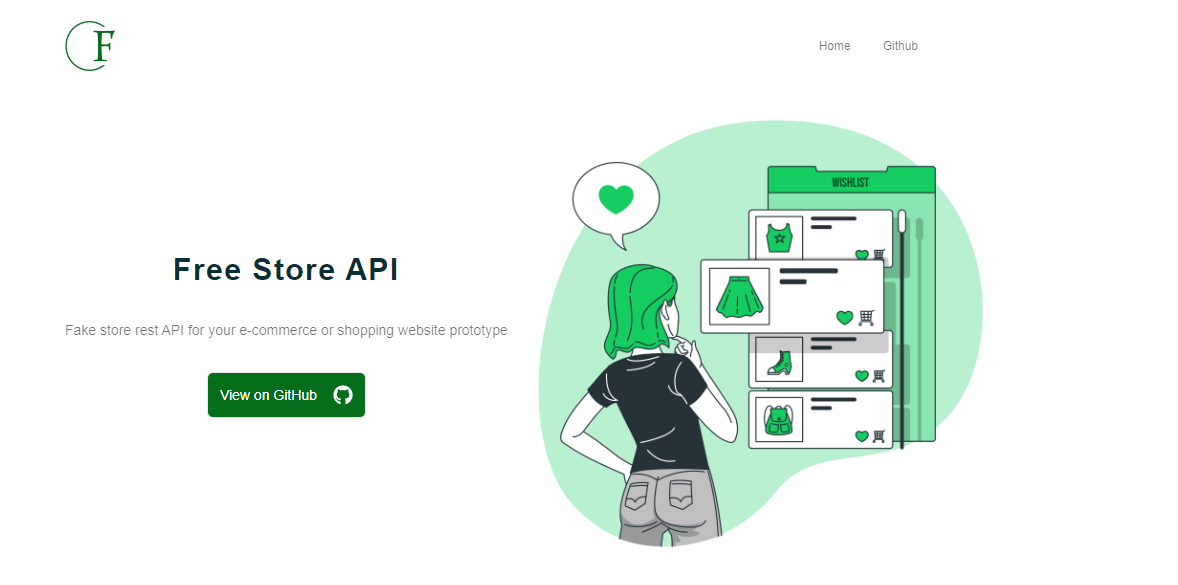 F
Home
Github
Free Store API
Fake store rest API for your e-commerce or shopping website prototype
View on GitHub
WISHLIST